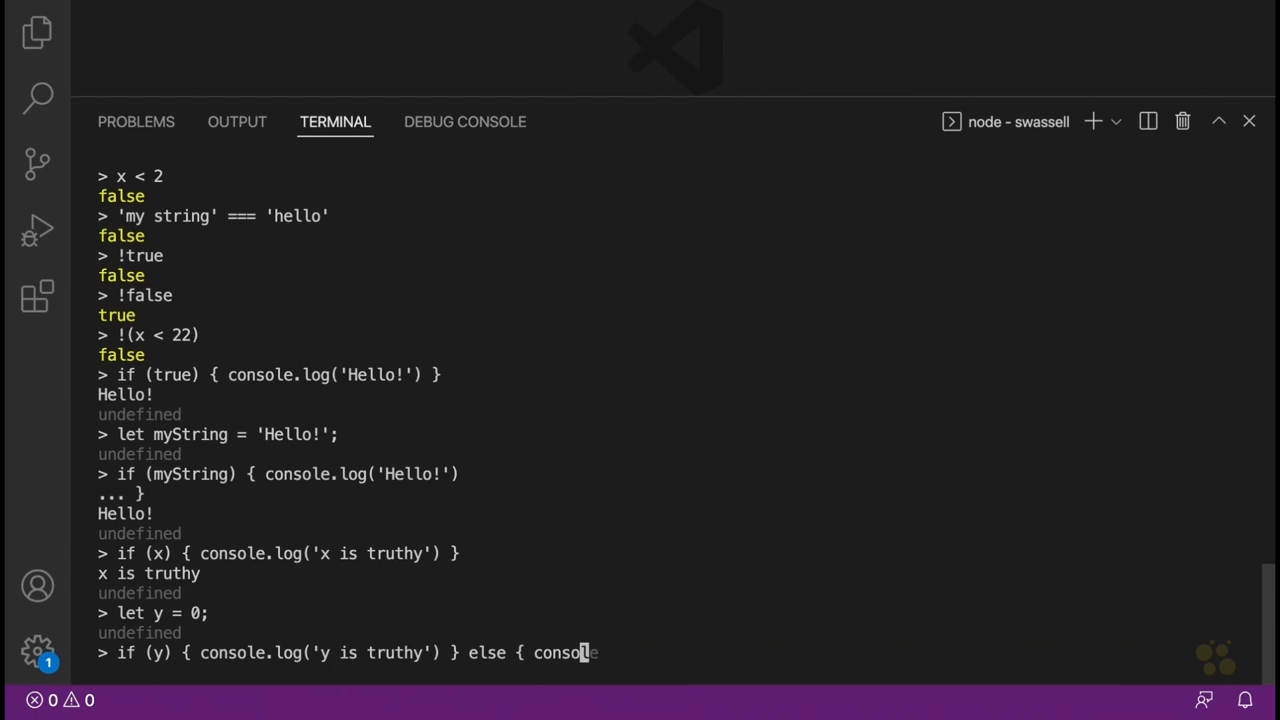 PROBLEMS OUTPUT TERMINAL DEBUG CONSOLE node - swassell
> x < 2
false
> 'my string' === 'hello'
false
> !true
false
> !false
true
> !(x < 22)
false
> if (true) { console.log('Hello!') }
Hello!
undefined
> let myString = 'Hello!';
undefined
> if (myString) { console.log('Hello!')
... }
Hello!
undefined
> if (x) { console.log('x is truthy') }
x is truthy
undefined
> let y = 0;
undefined
> if (y) { console.log('y is truthy') } else { console
1
0 0